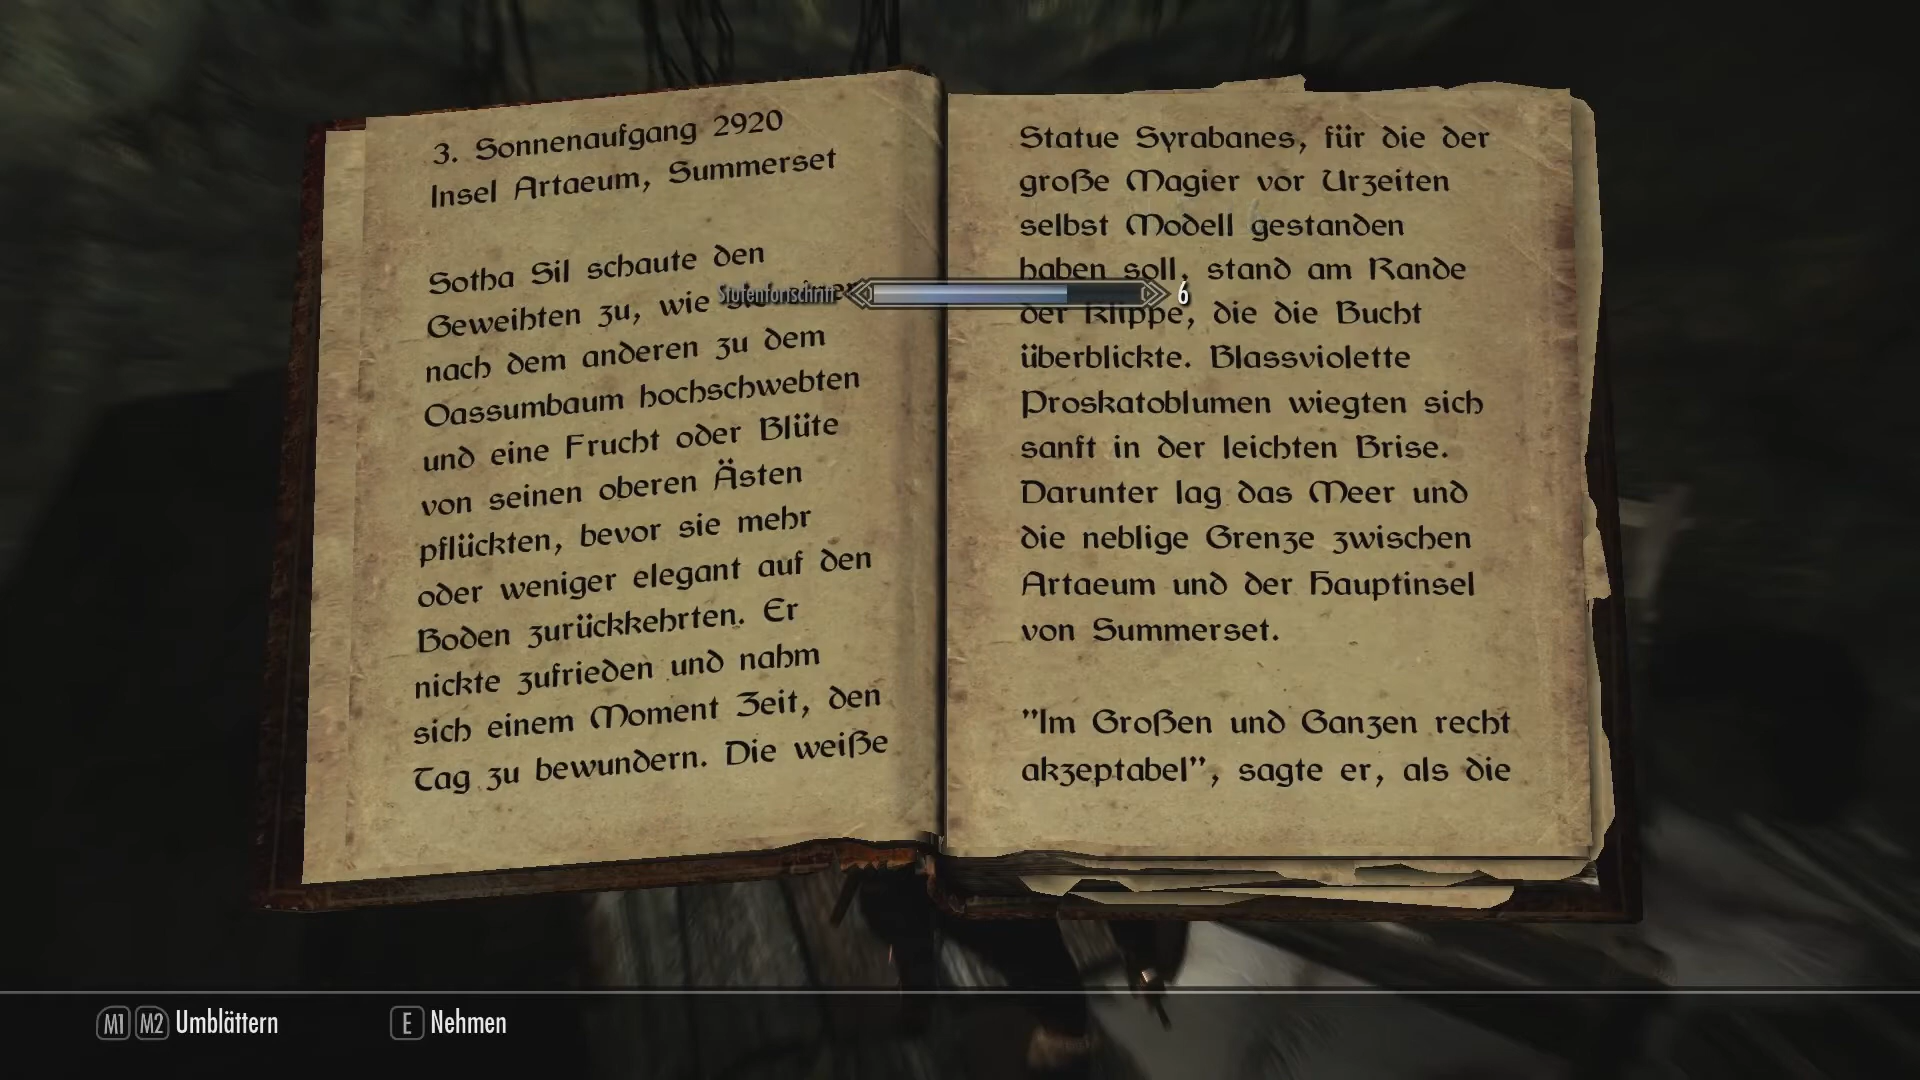 3. Sonnenaufgang 2920
Insel Artaeum, Summerset
Sotha Sil schaute den
Geweihten zu, wie
nach dem anderen zu dem
Oassumbaum hochschwebten
und eine Frucht oder Blüte
von seinen oberen Ästen
pflückten, bevor sie mehr
oder weniger elegant auf den
Boden zurückkehrten. Er
nickte zufrieden und nahm
sich einem Moment Zeit, den
Tag zu bewundern. Die weiße
Statue Syrabanes, für die der
große Magier vor Urzeiten
selbst Modell gestanden
haben soll, stand am Rande
der Klippe, die die Bucht
überblickte. Blassviolette
Proskatoblumen wiegten sich
sanft in der leichten Brise.
Darunter lag das Meer und
die neblige Grenze zwischen
Artaeum und der Hauptinsel
von Summerset.
"Im Großen und Ganzen recht
akzeptabel", sagte er, als die
Stufenfortschritt 6
M1 M2 Umblättern
E Nehmen